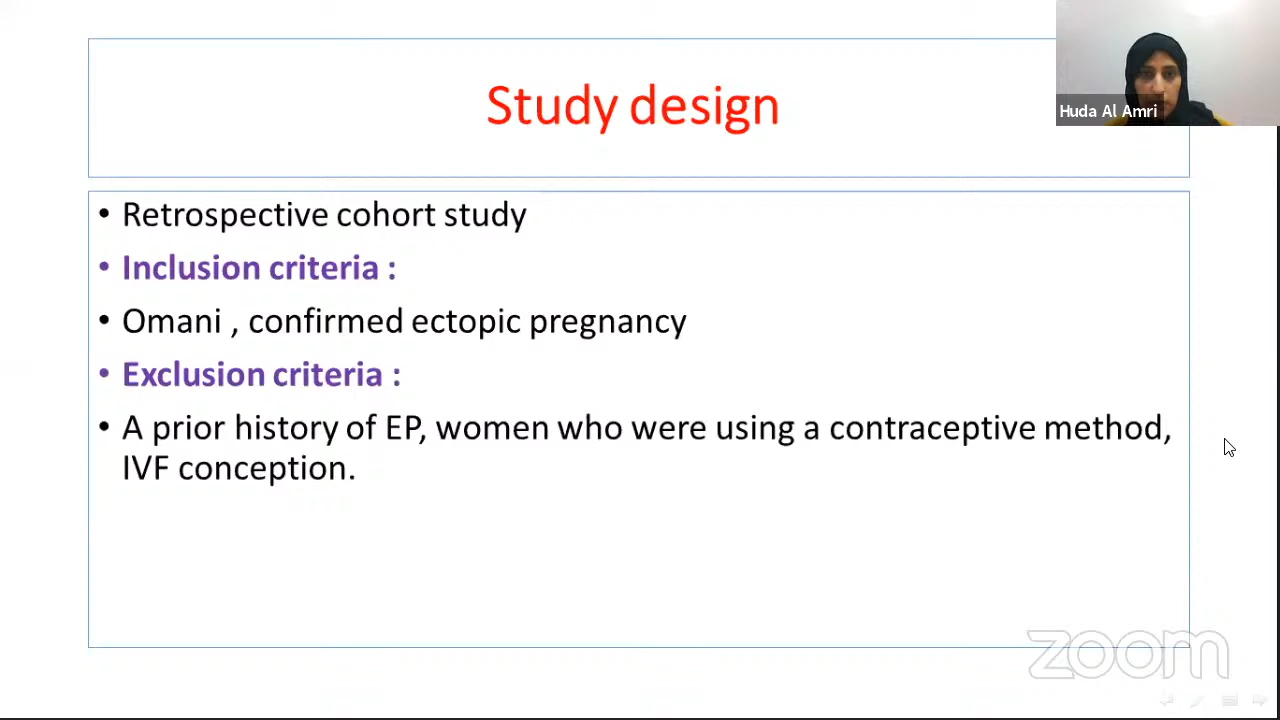 Study design
Huda Al Amri
• Retrospective cohort study
• Inclusion criteria :
• Omani , confirmed ectopic pregnancy
• Exclusion criteria :
• A prior history of EP, women who were using a contraceptive method,
IVF conception.
zoom